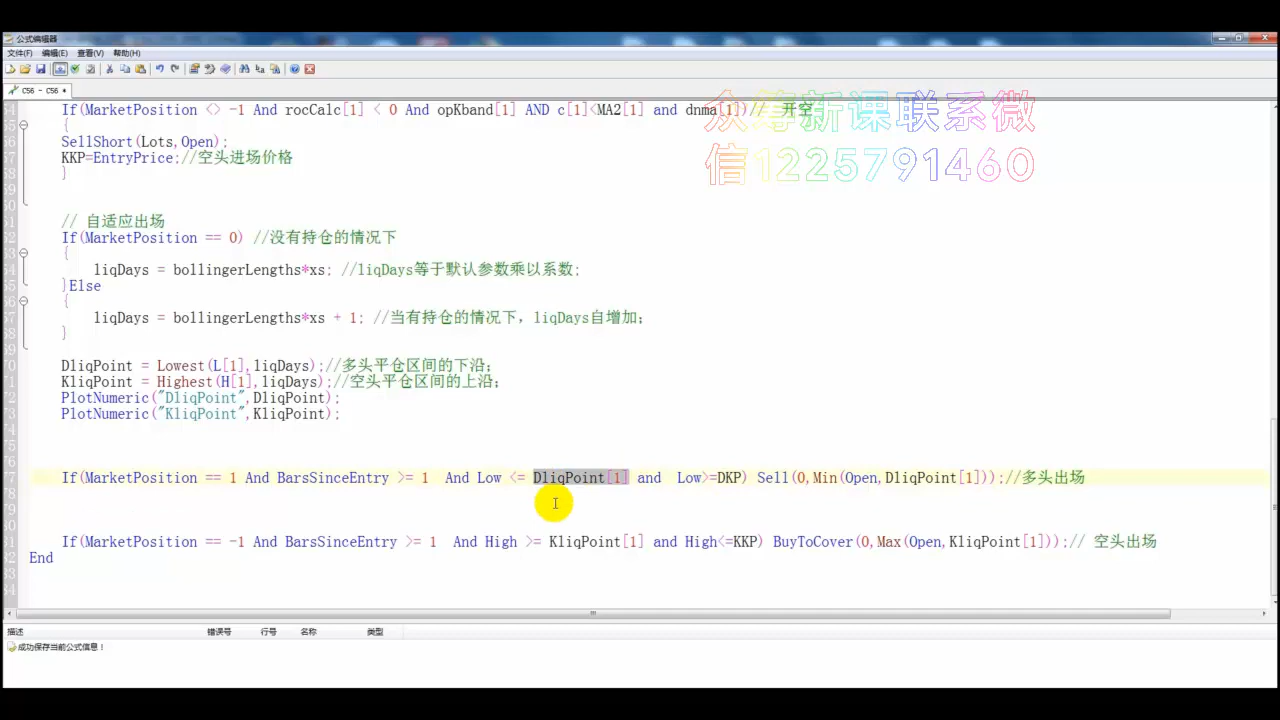 公式编辑器
文件(F) 编辑(E) 查看(V) 帮助(H)
C56 - C56 *
If(MarketPosition <> -1 And rocCalc[1] < 0 And opKband[1] AND c[1]<MA2[1] and dnma[1])// 开空
{
SellShort(Lots,Open);
KKP=EntryPrice;//空头进场价格
}
众筹新课联系微
信1225791460
// 自适应出场
If(MarketPosition == 0) //没有持仓的情况下
{
liqDays = bollingerLengths*xs; //liqDays等于默认参数乘以系数;
}Else
{
liqDays = bollingerLengths*xs + 1; //当有持仓的情况下，liqDays自增加;
}
DliqPoint = Lowest(L[1],liqDays);//多头平仓区间的下沿;
KliqPoint = Highest(H[1],liqDays);//空头平仓区间的上沿;
PlotNumeric("DliqPoint",DliqPoint);
PlotNumeric("KliqPoint",KliqPoint);
If(MarketPosition == 1 And BarsSinceEntry >= 1 And Low <= DliqPoint[1] and Low>=DKP) Sell(0,Min(Open,DliqPoint[1]));//多头出场
If(MarketPosition == -1 And BarsSinceEntry >= 1 And High >= KliqPoint[1] and High<=KKP) BuyToCover(0,Max(Open,KliqPoint[1]));// 空头出场
End
描述 错误号 行号 名称 类型
成功保存当前公式信息！